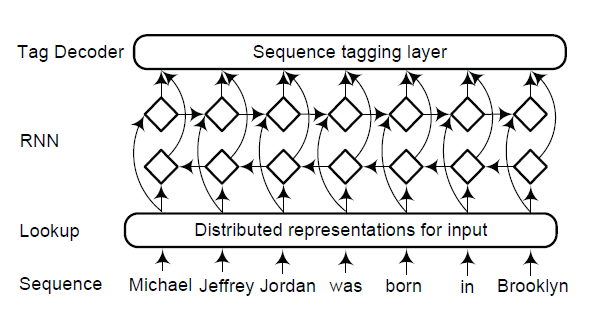 Tag Decoder Sequence tagging layer
RNN
Lookup Distributed representations for input
Sequence Michael Jeffrey Jordan was born in Brooklyn